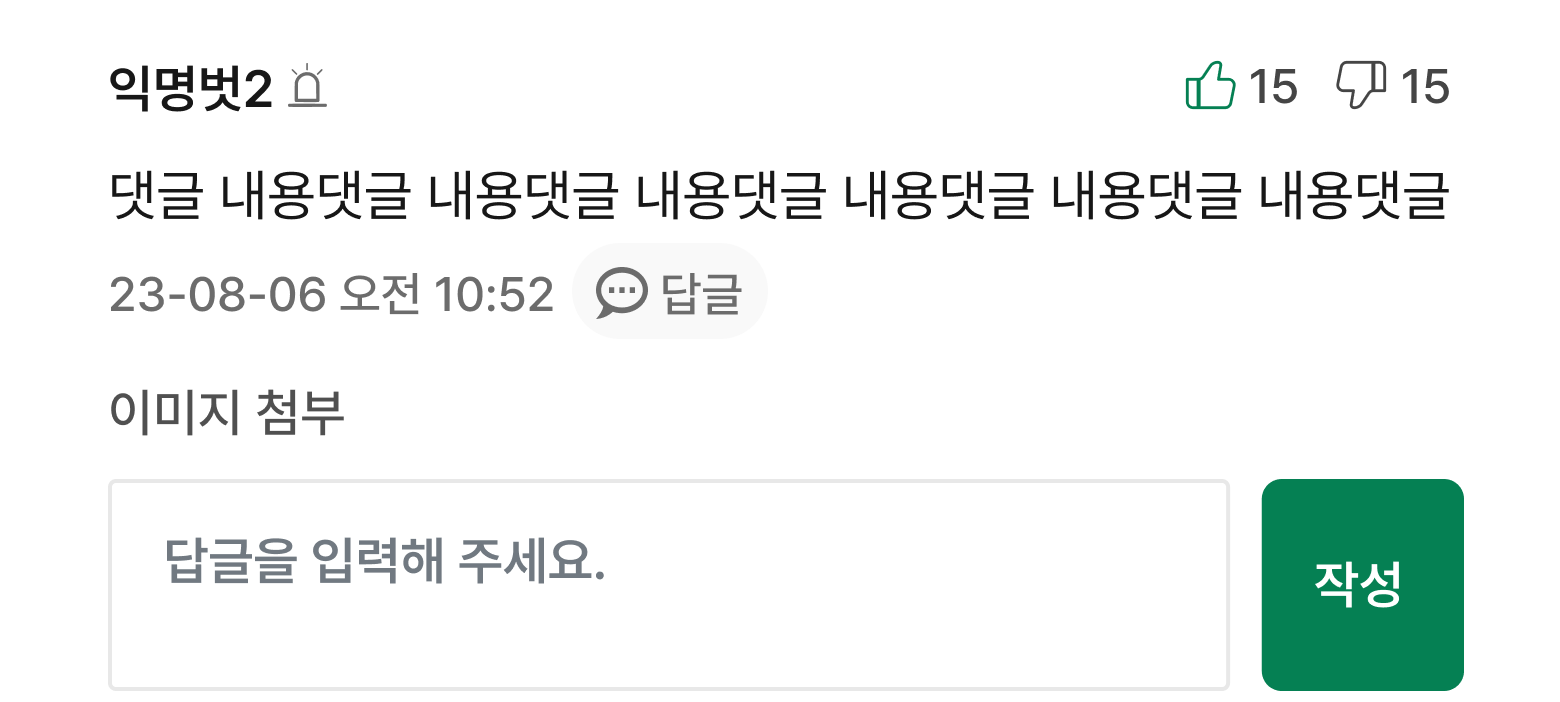 익명벗2 15 15
댓글 내용댓글 내용댓글 내용댓글 내용댓글 내용댓글 내용댓글
23-08-06 오전 10:52 답글
이미지 첨부
답글을 입력해 주세요.
작성